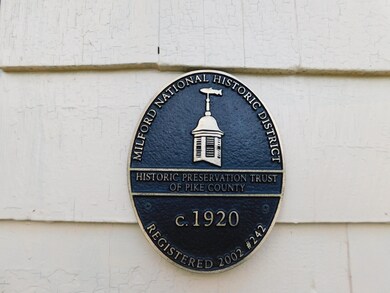 MILFORD NATIONAL HISTORIC DISTRICT
HISTORIC PRESERVATION TRUST
OF PIKE COUNTY
c.1920
REGISTERED 2002 #242